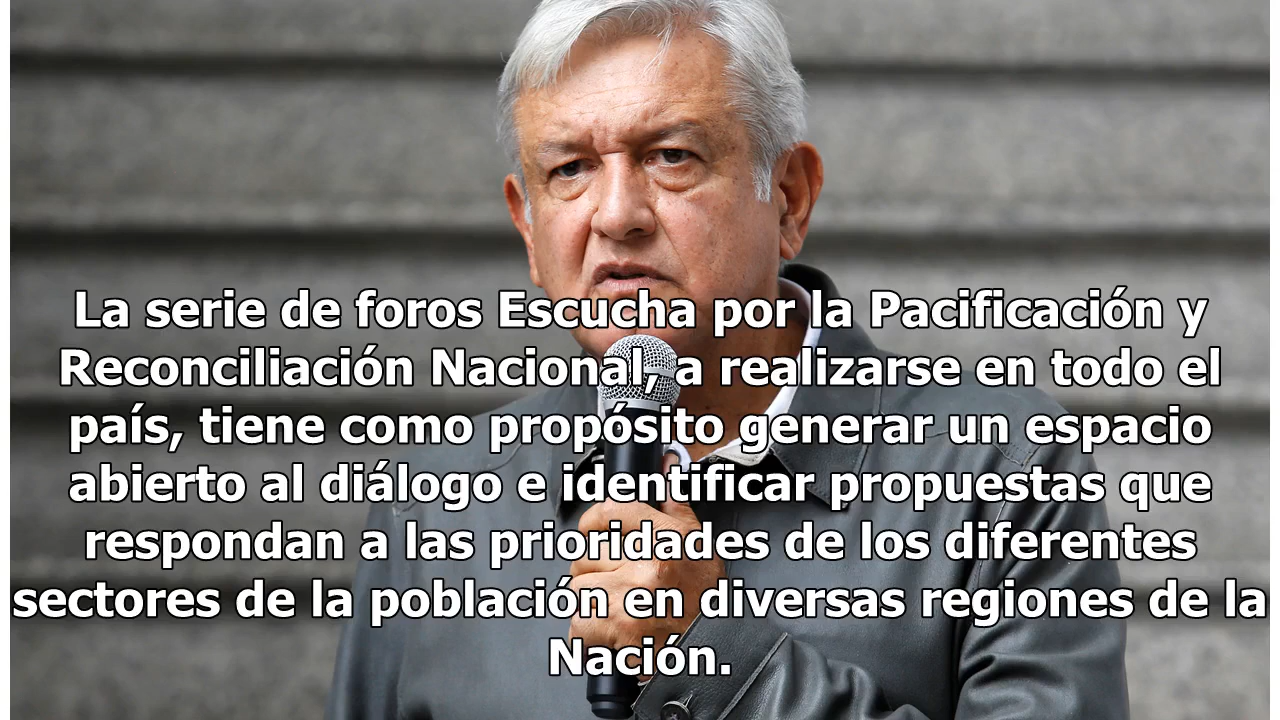 La serie de foros Escucha por la Pacificación y
Reconciliación Nacional, a realizarse en todo el
país, tiene como propósito generar un espacio
abierto al diálogo e identificar propuestas que
respondan a las prioridades de los diferentes
sectores de la población en diversas regiones de la
Nación.